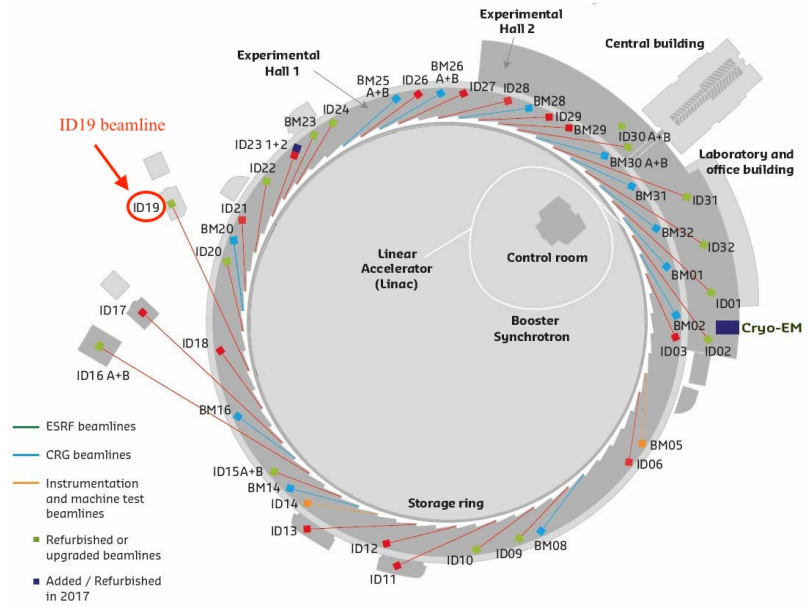 Experimental
Hall 2
Central building
Experimental
Hall 1
BM25
A+B
ID26
BM26
A+B
ID27
ID28
BM28
ID29
BM29
ID30 A+B
BM30 A+B
Laboratory and
office building
BM31
ID31
BM32
ID32
BM01
ID01
BM02
Cryo-EM
ID03
ID02
ID24
BM23
ID23 1+2
ID22
ID19 beamline
ID19
ID21
BM20
ID20
Linear
Accelerator
(Linac)
Control room
Booster
Synchrotron
ID17
ID18
ID16 A+B
BM16
BM05
ID06
ID15A+B
BM14
ID14
Storage ring
ID13
ID12
ID11
ID10
ID09
BM08
ESRF beamlines
CRG beamlines
Instrumentation
and machine test
beamlines
Refurbished or
upgraded beamlines
Added / Refurbished
in 2017